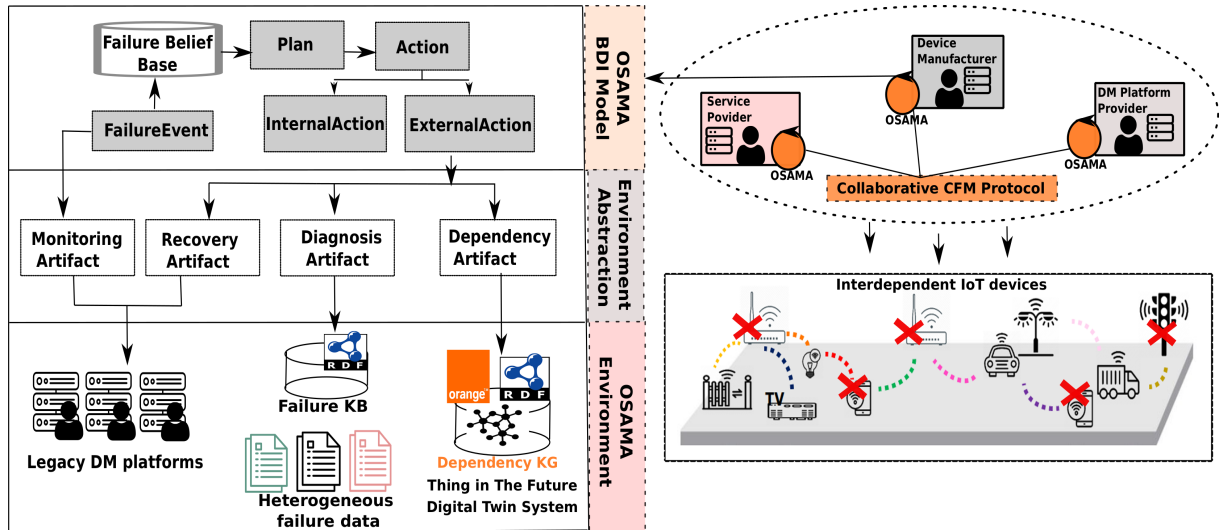 Failure Belief
Base
Plan
Action
FailureEvent
InternalAction
ExternalAction
OSAMA
BDI Model
Monitoring
Artifact
Recovery
Artifact
Diagnosis
Artifact
Dependency
Artifact
Environment
Abstraction
Legacy DM platforms
RDF
Failure KB
Heterogeneous
failure data
orange™
RDF
Dependency KG
Thing in The Future
Digital Twin System
OSAMA
Environment
Device
Manufacturer
OSAMA
Service
Povider
OSAMA
DM Platform
Provider
OSAMA
Collaborative CFM Protocol
Interdependent IoT devices
TV